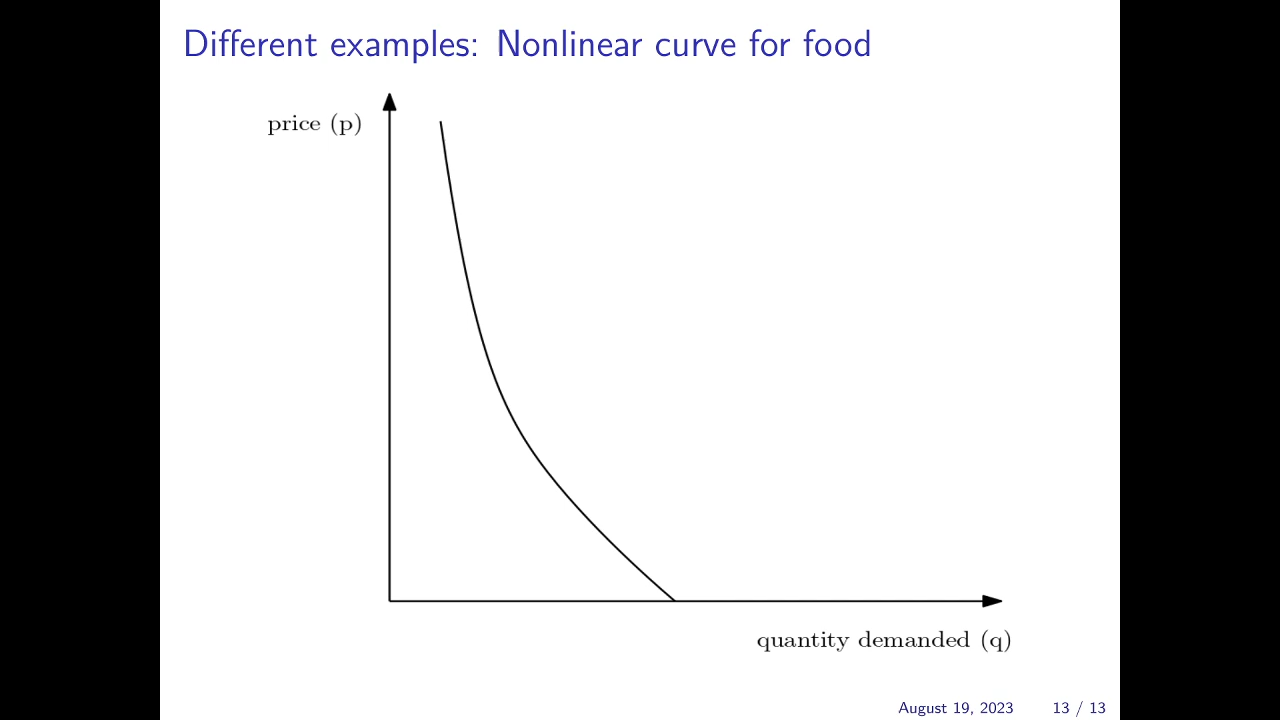 Different examples: Nonlinear curve for food
price (p)
quantity demanded (q)
August 19, 2023 13 / 13